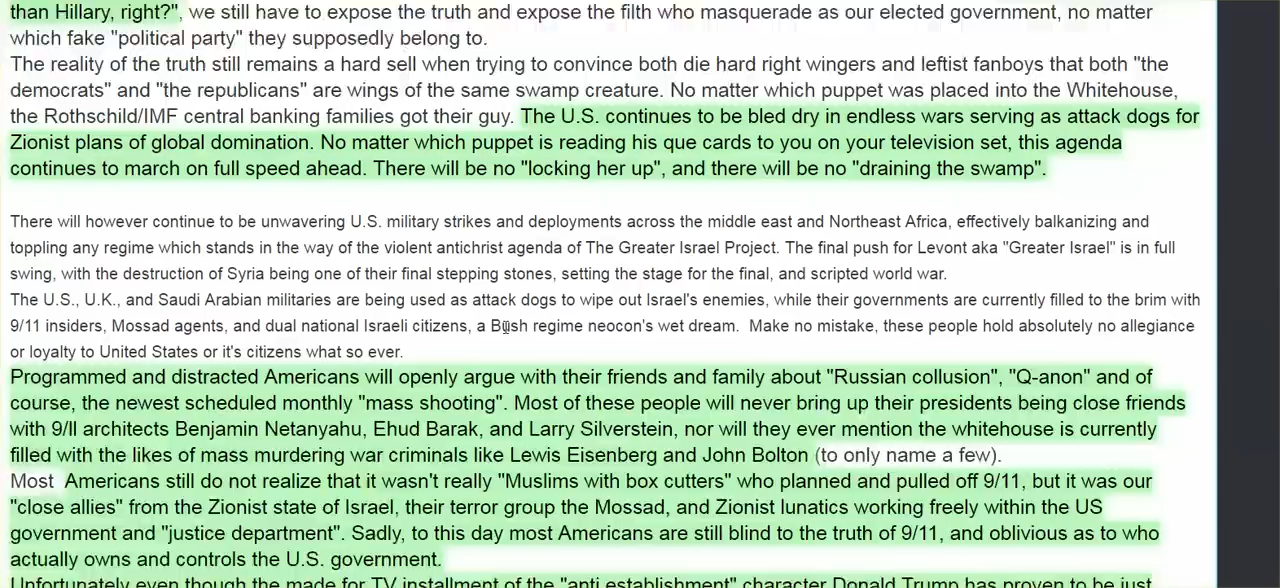 than Hillary, right?", we still have to expose the truth and expose the filth who masquerade as our elected government, no matter
which fake "political party" they supposedly belong to.
The reality of the truth still remains a hard sell when trying to convince both die hard right wingers and leftist fanboys that both "the
democrats" and "the republicans" are wings of the same swamp creature. No matter which puppet was placed into the Whitehouse,
the Rothschild/IMF central banking families got their guy. The U.S. continues to be bled dry in endless wars serving as attack dogs for
Zionist plans of global domination. No matter which puppet is reading his que cards to you on your television set, this agenda
continues to march on full speed ahead. There will be no "locking her up", and there will be no "draining the swamp".
There will however continue to be unwavering U.S. military strikes and deployments across the middle east and Northeast Africa, effectively balkanizing and
toppling any regime which stands in the way of the violent antichrist agenda of The Greater Israel Project. The final push for Levont aka "Greater Israel" is in full
swing, with the destruction of Syria being one of their final stepping stones, setting the stage for the final, and scripted world war.
The U.S., U.K., and Saudi Arabian militaries are being used as attack dogs to wipe out Israel's enemies, while their governments are currently filled to the brim with
9/11 insiders, Mossad agents, and dual national Israeli citizens, a Bush regime neocon's wet dream. Make no mistake, these people hold absolutely no allegiance
or loyalty to United States or it's citizens what so ever.
Programmed and distracted Americans will openly argue with their friends and family about "Russian collusion", "Q-anon" and of
course, the newest scheduled monthly "mass shooting". Most of these people will never bring up their presidents being close friends
with 9/ll architects Benjamin Netanyahu, Ehud Barak, and Larry Silverstein, nor will they ever mention the whitehouse is currently
filled with the likes of mass murdering war criminals like Lewis Eisenberg and John Bolton (to only name a few).
Most Americans still do not realize that it wasn't really "Muslims with box cutters" who planned and pulled off 9/11, but it was our
"close allies" from the Zionist state of Israel, their terror group the Mossad, and Zionist lunatics working freely within the US
government and "justice department". Sadly, to this day most Americans are still blind to the truth of 9/11, and oblivious as to who
actually owns and controls the U.S. government.
Unfortunately even though the made for TV installment of the "anti establishment" character Donald Trump has proven to be just